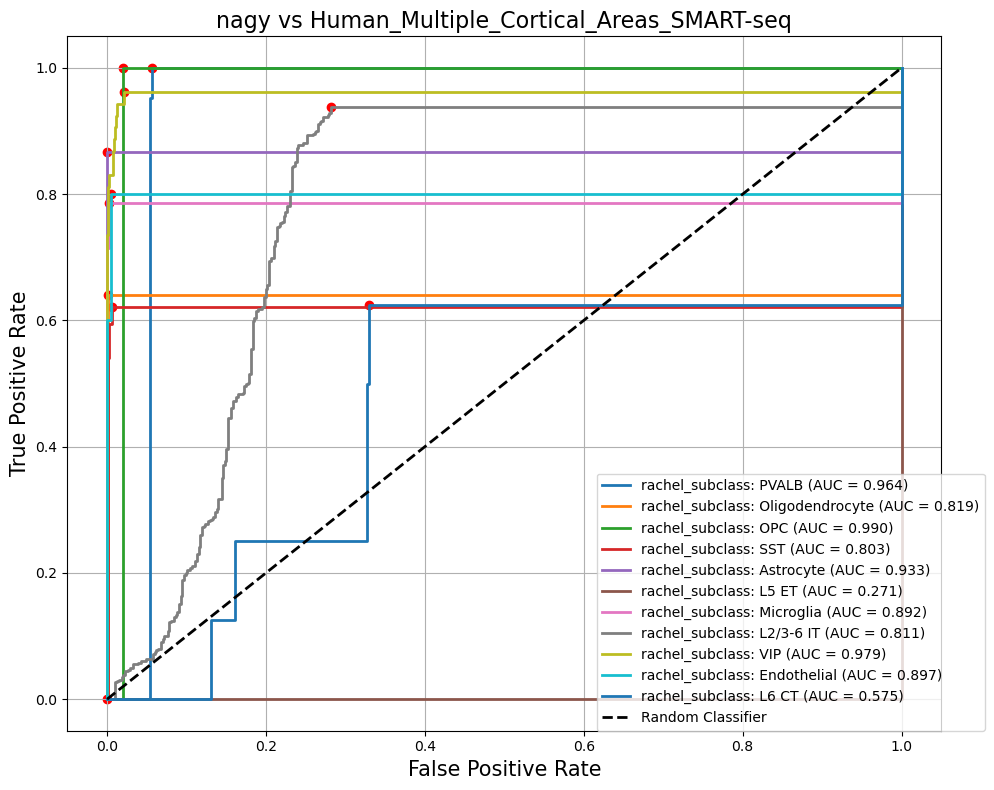 nagy vs Human_Multiple_Cortical_Areas_SMART-seq
True Positive Rate
1.0
0.8
0.6
0.4
0.2
0.0
0.0
0.2
0.4
0.6
0.8
1.0
False Positive Rate
rachel_subclass: PVALB (AUC = 0.964)
rachel_subclass: Oligodendrocyte (AUC = 0.819)
rachel_subclass: OPC (AUC = 0.990)
rachel_subclass: SST (AUC = 0.803)
rachel_subclass: Astrocyte (AUC = 0.933)
rachel_subclass: L5 ET (AUC = 0.271)
rachel_subclass: Microglia (AUC = 0.892)
rachel_subclass: L2/3-6 IT (AUC = 0.811)
rachel_subclass: VIP (AUC = 0.979)
rachel_subclass: Endothelial (AUC = 0.897)
rachel_subclass: L6 CT (AUC = 0.575)
Random Classifier